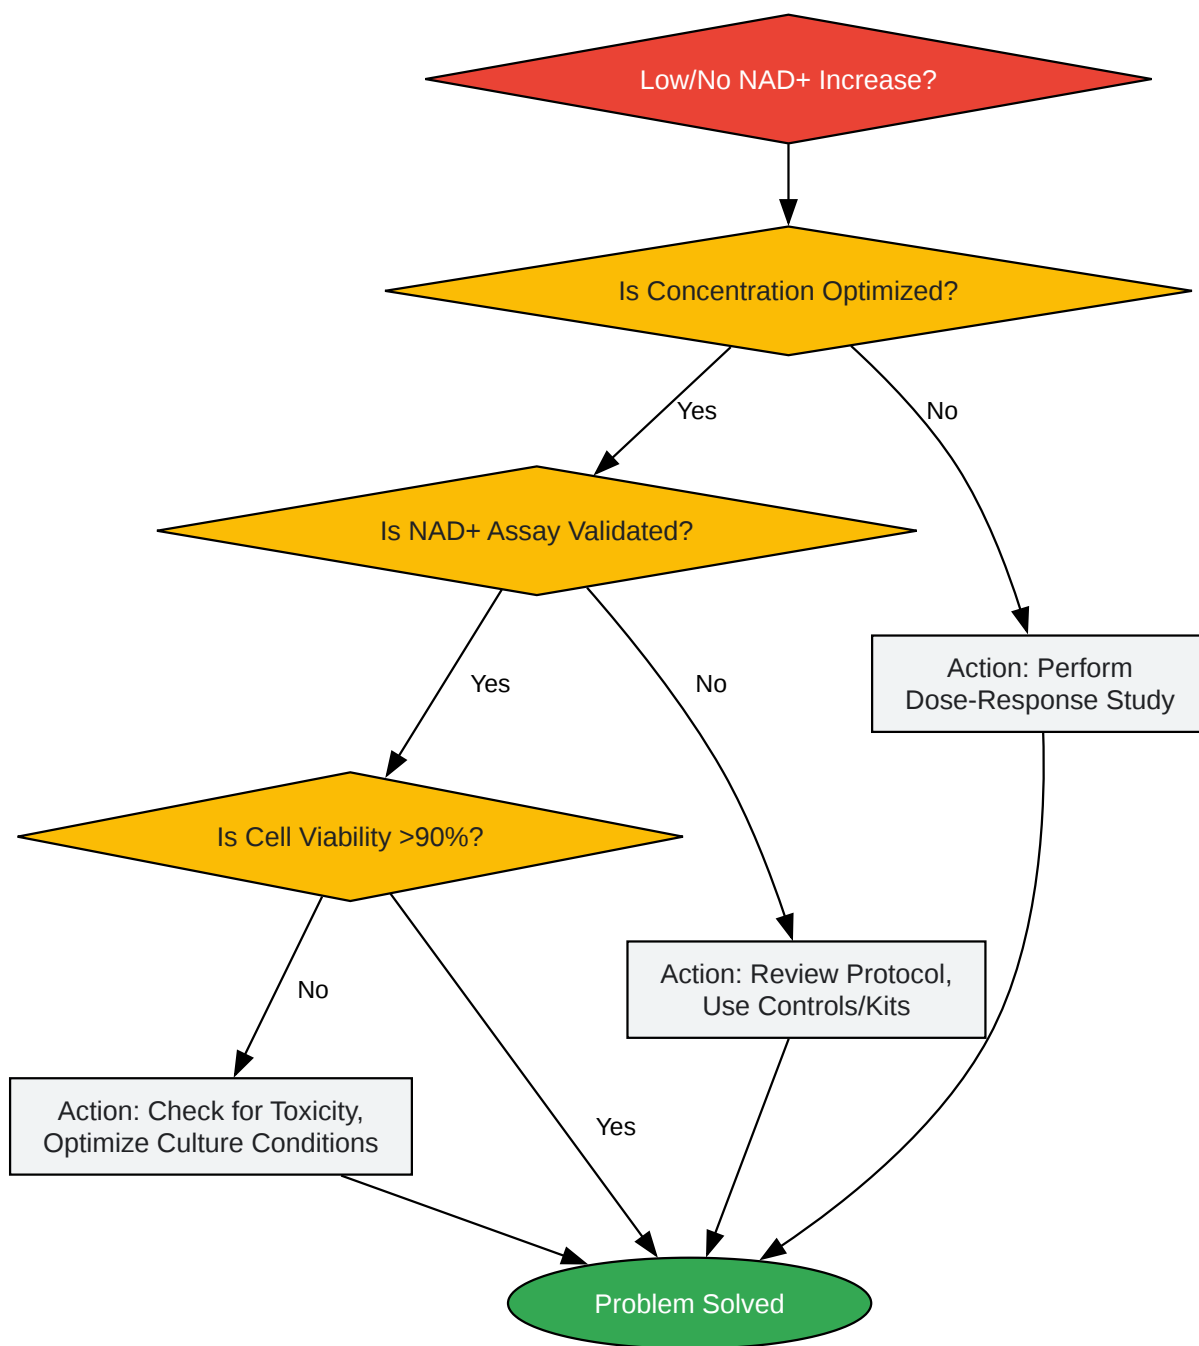 Low/No NAD+ Increase?
Is Concentration Optimized?
Yes
No
Is NAD+ Assay Validated?
Yes
No
Action: Perform
Dose-Response Study
Is Cell Viability >90%?
No
Yes
Action: Review Protocol,
Use Controls/Kits
Action: Check for Toxicity,
Optimize Culture Conditions
Problem Solved